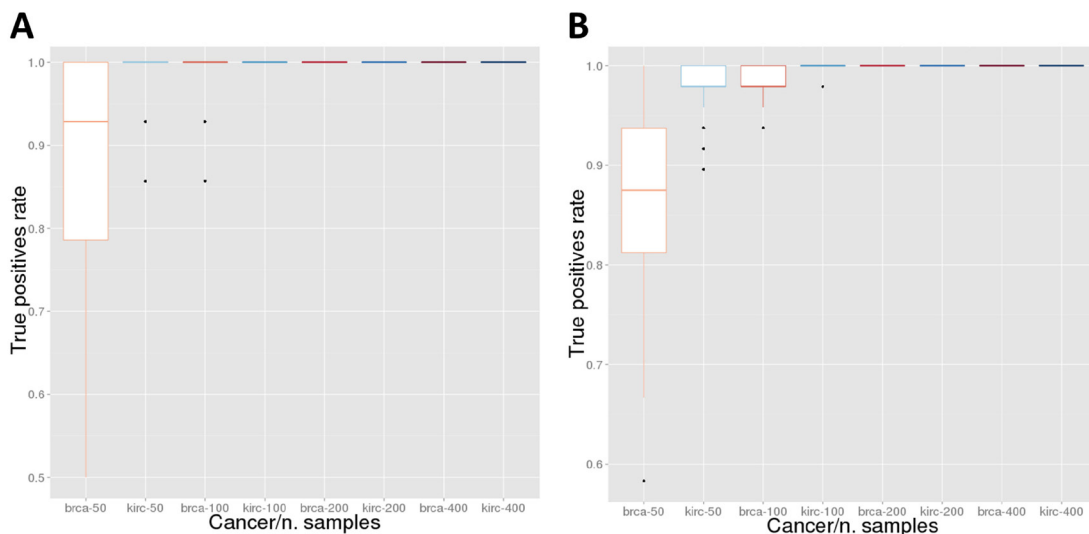 A
True positives rate
1.0
0.9
0.8
0.7
0.6
0.5
brca-50 kirc-50 brca-100 kirc-100 brca-200 kirc-200 brca-400 kirc-400
Cancer/n. samples
B
True positives rate
1.0
0.9
0.8
0.7
0.6
brca-50 kirc-50 brca-100 kirc-100 brca-200 kirc-200 brca-400 kirc-400
Cancer/n. samples